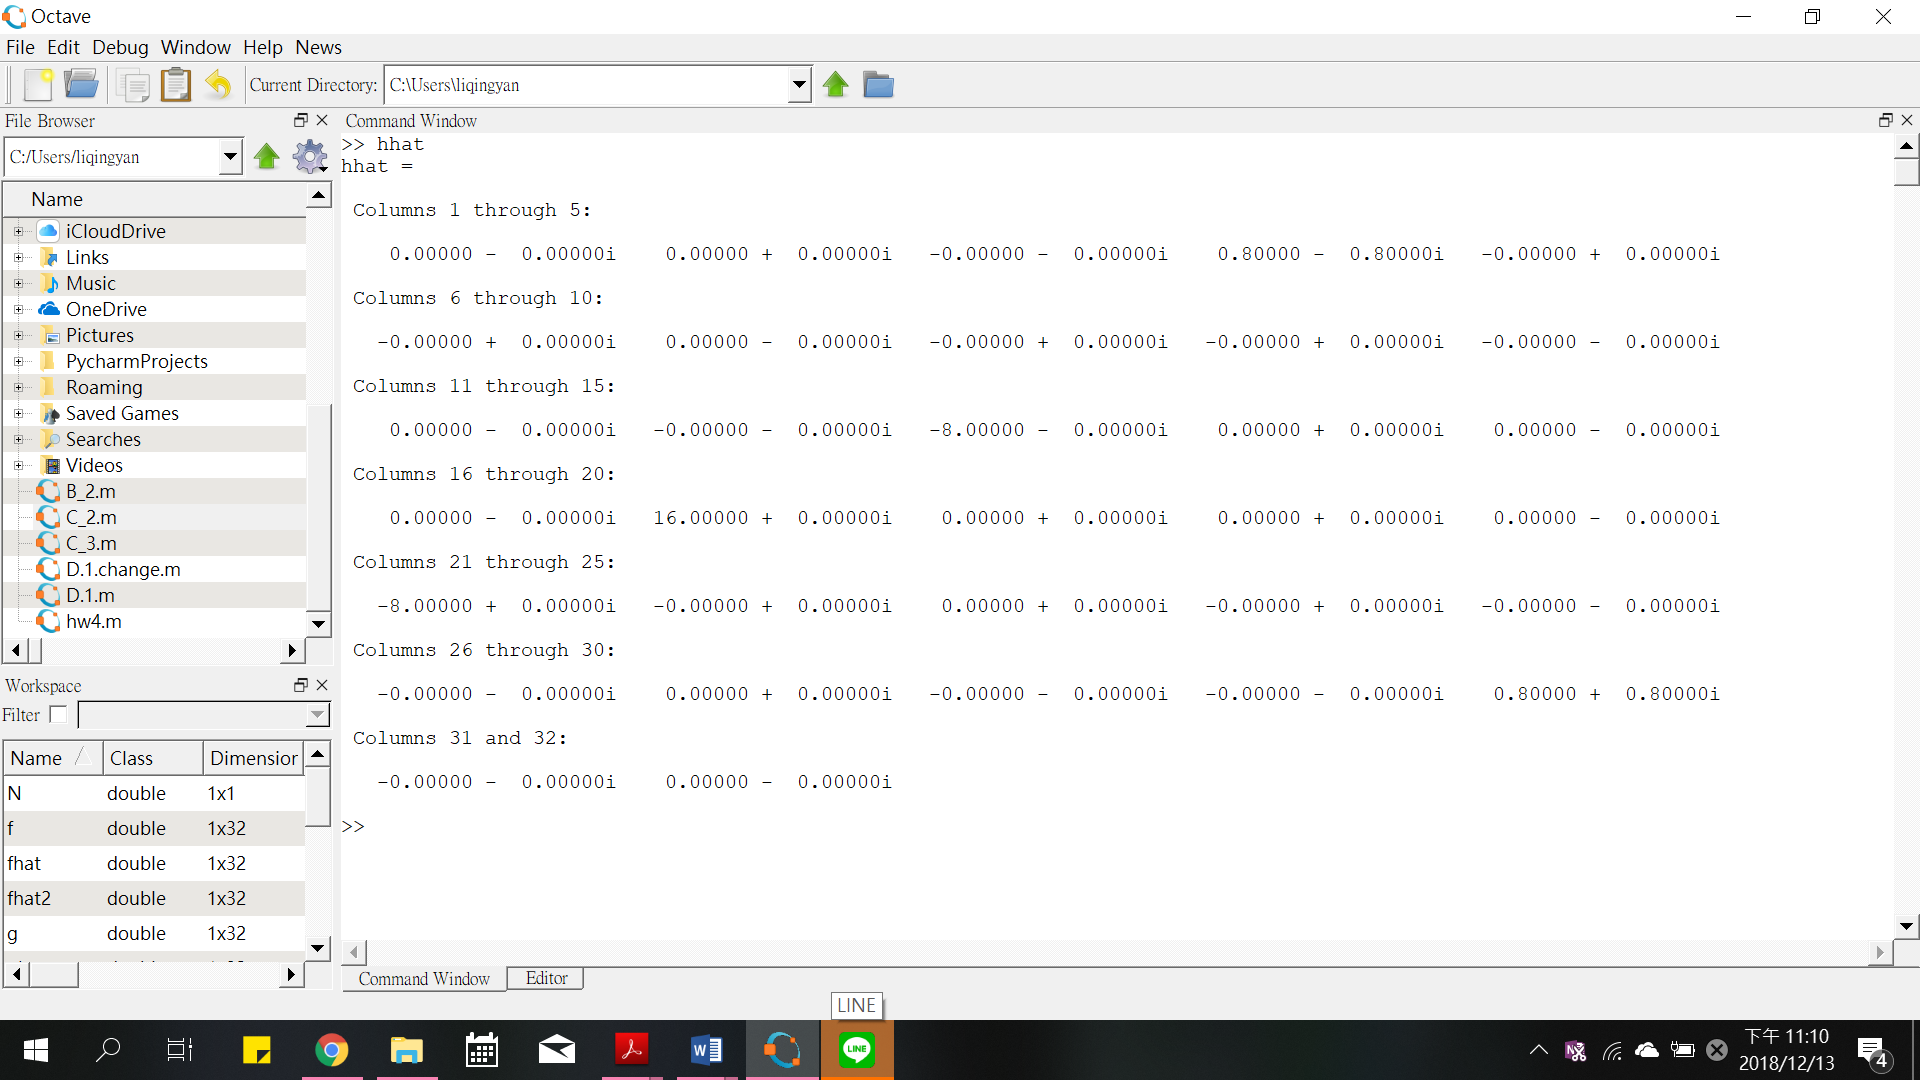 Octave
File Edit Debug Window Help News
Current Directory: C:\Users\liqingyan
File Browser
C:/Users/liqingyan
Name
iCloudDrive
Links
Music
OneDrive
Pictures
PycharmProjects
Roaming
Saved Games
Searches
Videos
B_2.m
C_2.m
C_3.m
D.1.change.m
D.1.m
hw4.m
Workspace
Filter
Name Class Dimension
N double 1x1
f double 1x32
fhat double 1x32
fhat2 double 1x32
g double 1x32
Command Window
>> hhat
hhat =
Columns 1 through 5:
0.00000 - 0.00000i 0.00000 + 0.00000i -0.00000 - 0.00000i 0.80000 - 0.80000i -0.00000 + 0.00000i
Columns 6 through 10:
-0.00000 + 0.00000i 0.00000 - 0.00000i -0.00000 + 0.00000i -0.00000 + 0.00000i -0.00000 - 0.00000i
Columns 11 through 15:
0.00000 - 0.00000i -0.00000 - 0.00000i -8.00000 - 0.00000i 0.00000 + 0.00000i 0.00000 - 0.00000i
Columns 16 through 20:
0.00000 - 0.00000i 16.00000 + 0.00000i 0.00000 + 0.00000i 0.00000 + 0.00000i 0.00000 - 0.00000i
Columns 21 through 25:
-8.00000 + 0.00000i -0.00000 + 0.00000i 0.00000 + 0.00000i -0.00000 + 0.00000i -0.00000 - 0.00000i
Columns 26 through 30:
-0.00000 - 0.00000i 0.00000 + 0.00000i -0.00000 - 0.00000i -0.00000 - 0.00000i 0.80000 + 0.80000i
Columns 31 and 32:
-0.00000 - 0.00000i 0.00000 - 0.00000i
>>
Command Window Editor
LINE
LINE
下午 11:10
2018/12/13
4